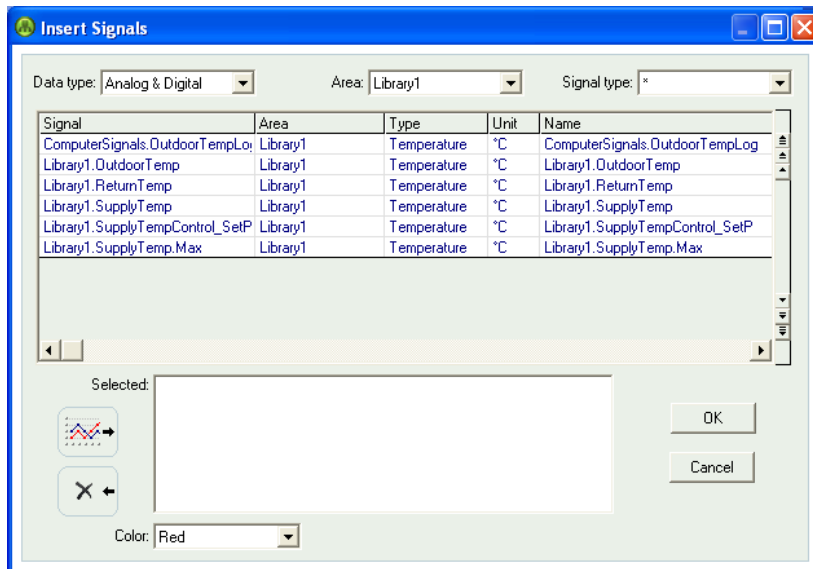 Insert Signals
Data type: Analog & Digital Area: Library1 Signal type: *
Signal Area Type Unit Name
ComputerSignals.OutdoorTempLo Library1 Temperature °C ComputerSignals.OutdoorTempLog
Library1.OutdoorTemp Library1 Temperature °C Library1.OutdoorTemp
Library1.ReturnTemp Library1 Temperature °C Library1.ReturnTemp
Library1.SupplyTemp Library1 Temperature °C Library1.SupplyTemp
Library1.SupplyTempControl_SetP Library1 Temperature °C Library1.SupplyTempControl_SetP
Library1.SupplyTemp.Max Library1 Temperature °C Library1.SupplyTemp.Max
Selected:
OK
Cancel
Color: Red